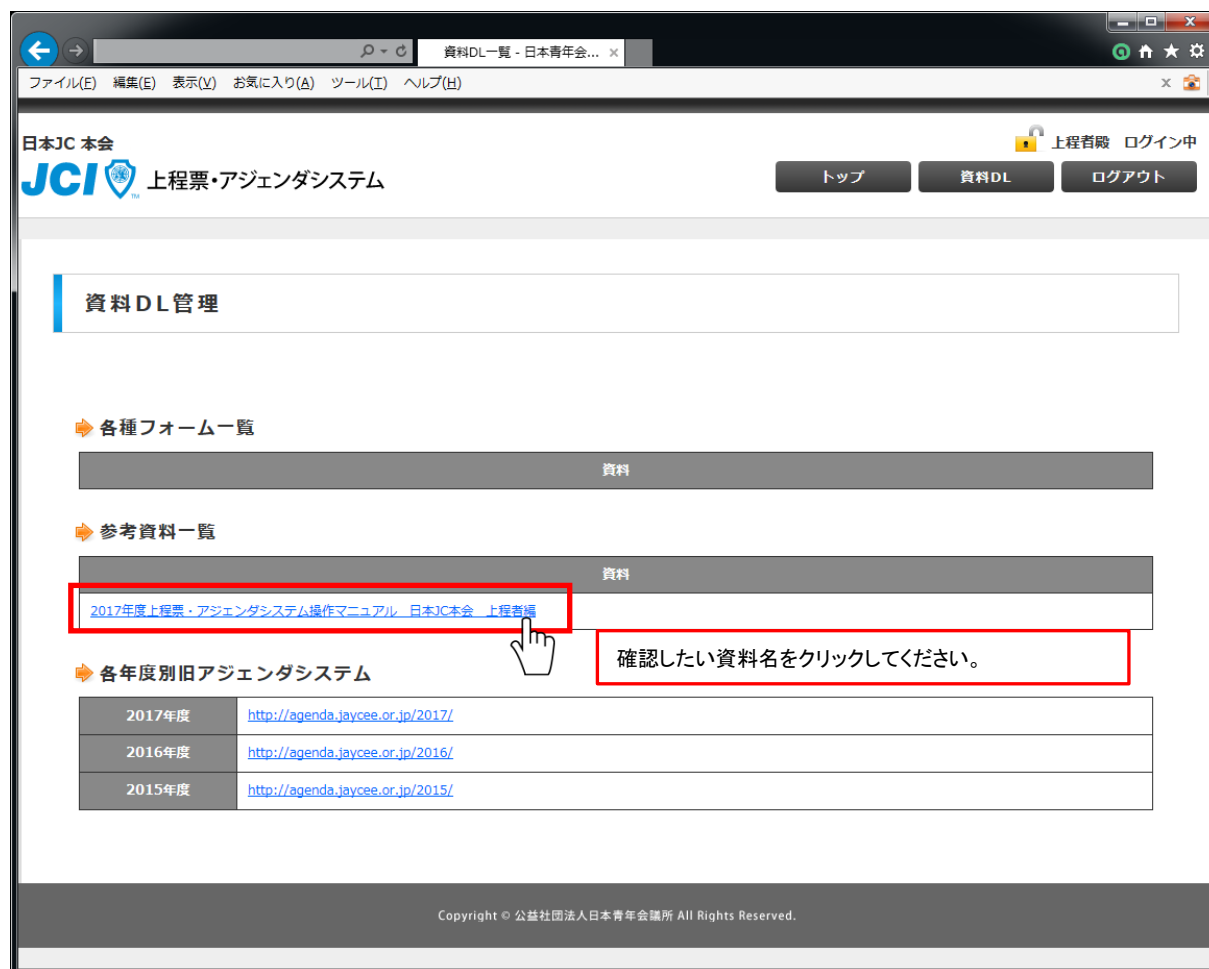 資料DL一覧 - 日本青年会...
ファイル(F) 編集(E) 表示(V) お気に入り(A) ツール(T) ヘルプ(H)
日本JC 本会
上程者殿 ログイン中
JCI 上程票・アジェンダシステム
トップ 資料DL ログアウト
資料DL管理
各種フォーム一覧
資料
参考資料一覧
資料
2017年度上程票・アジェンダシステム操作マニュアル 日本JC本会 上程者編
確認したい資料名をクリックしてください。
各年度別旧アジェンダシステム
2017年度 http://agenda.jaycee.or.jp/2017/
2016年度 http://agenda.jaycee.or.jp/2016/
2015年度 http://agenda.jaycee.or.jp/2015/
Copyright © 公益社団法人日本青年会議所 All Rights Reserved.